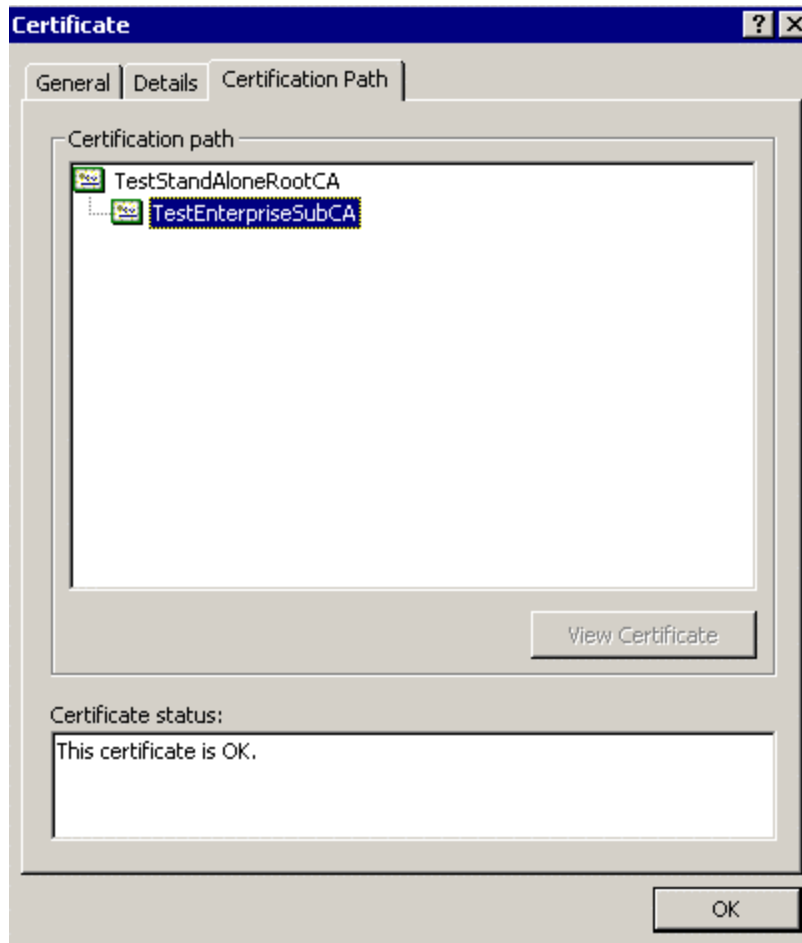 Certificate
General Details Certification Path
Certification path
TestStandAloneRootCA
TestEnterpriseSubCA
View Certificate
Certificate status:
This certificate is OK.
OK